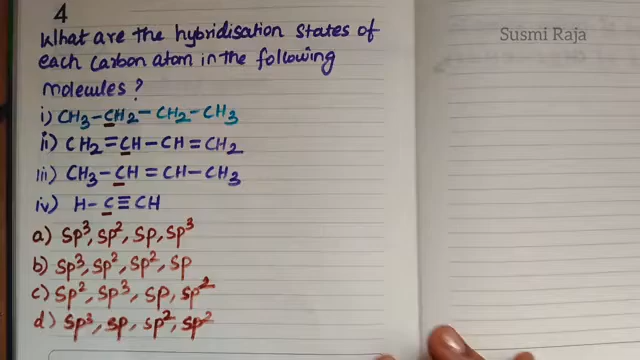 4
What are the hybridisation states of
each carbon atom in the following
molecules?
i) CH3-CH2-CH2-CH3
ii) CH2=CH-CH=CH2
iii) CH3-CH=CH-CH3
iv) H-C≡CH
a) Sp³, Sp², Sp, Sp³
b) Sp³, Sp², Sp², Sp
c) Sp², Sp³, Sp, Sp²
d) Sp³, Sp, Sp², Sp²
Susmi Raja